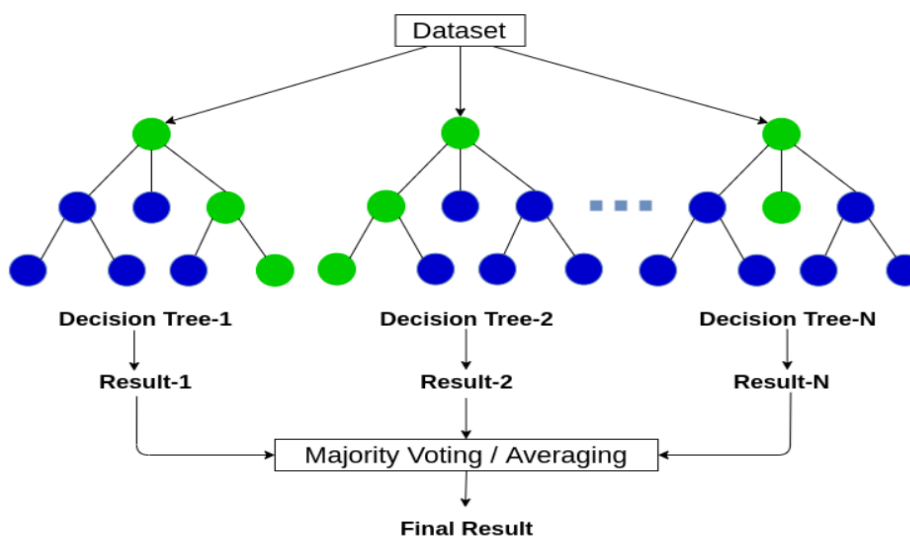 Dataset
Decision Tree-1
Decision Tree-2
Decision Tree-N
Result-1
Result-2
Result-N
Majority Voting / Averaging
Final Result